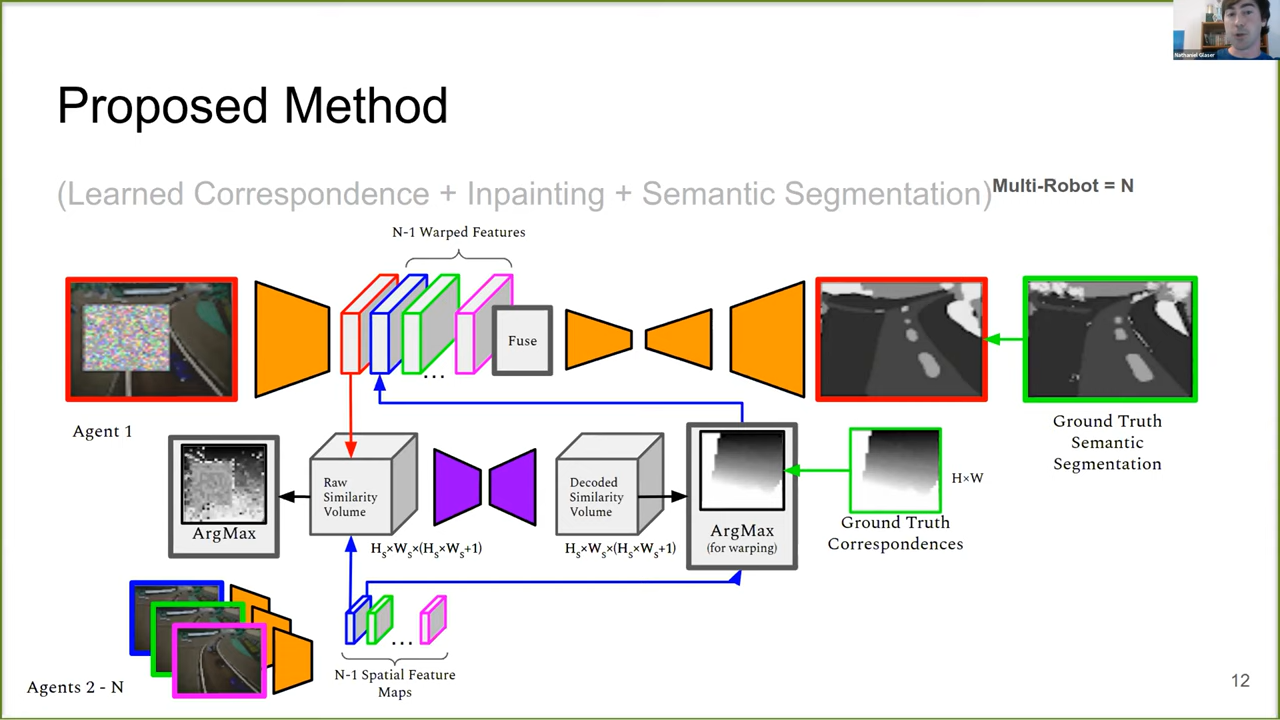 Nathaniel Glaser
Proposed Method
(Learned Correspondence + Inpainting + Semantic Segmentation)
Multi-Robot = N
N-1 Warped Features
Fuse
...
Agent 1
Ground Truth
Semantic
Segmentation
Raw
Similarity
Volume
Decoded
Similarity
Volume
ArgMax
ArgMax
(for warping)
H×W
Ground Truth
Correspondences
Hs×Ws×(Hs×Ws+1)
Hs×Ws×(Hs×Ws+1)
...
N-1 Spatial Feature
Maps
Agents 2 - N
12